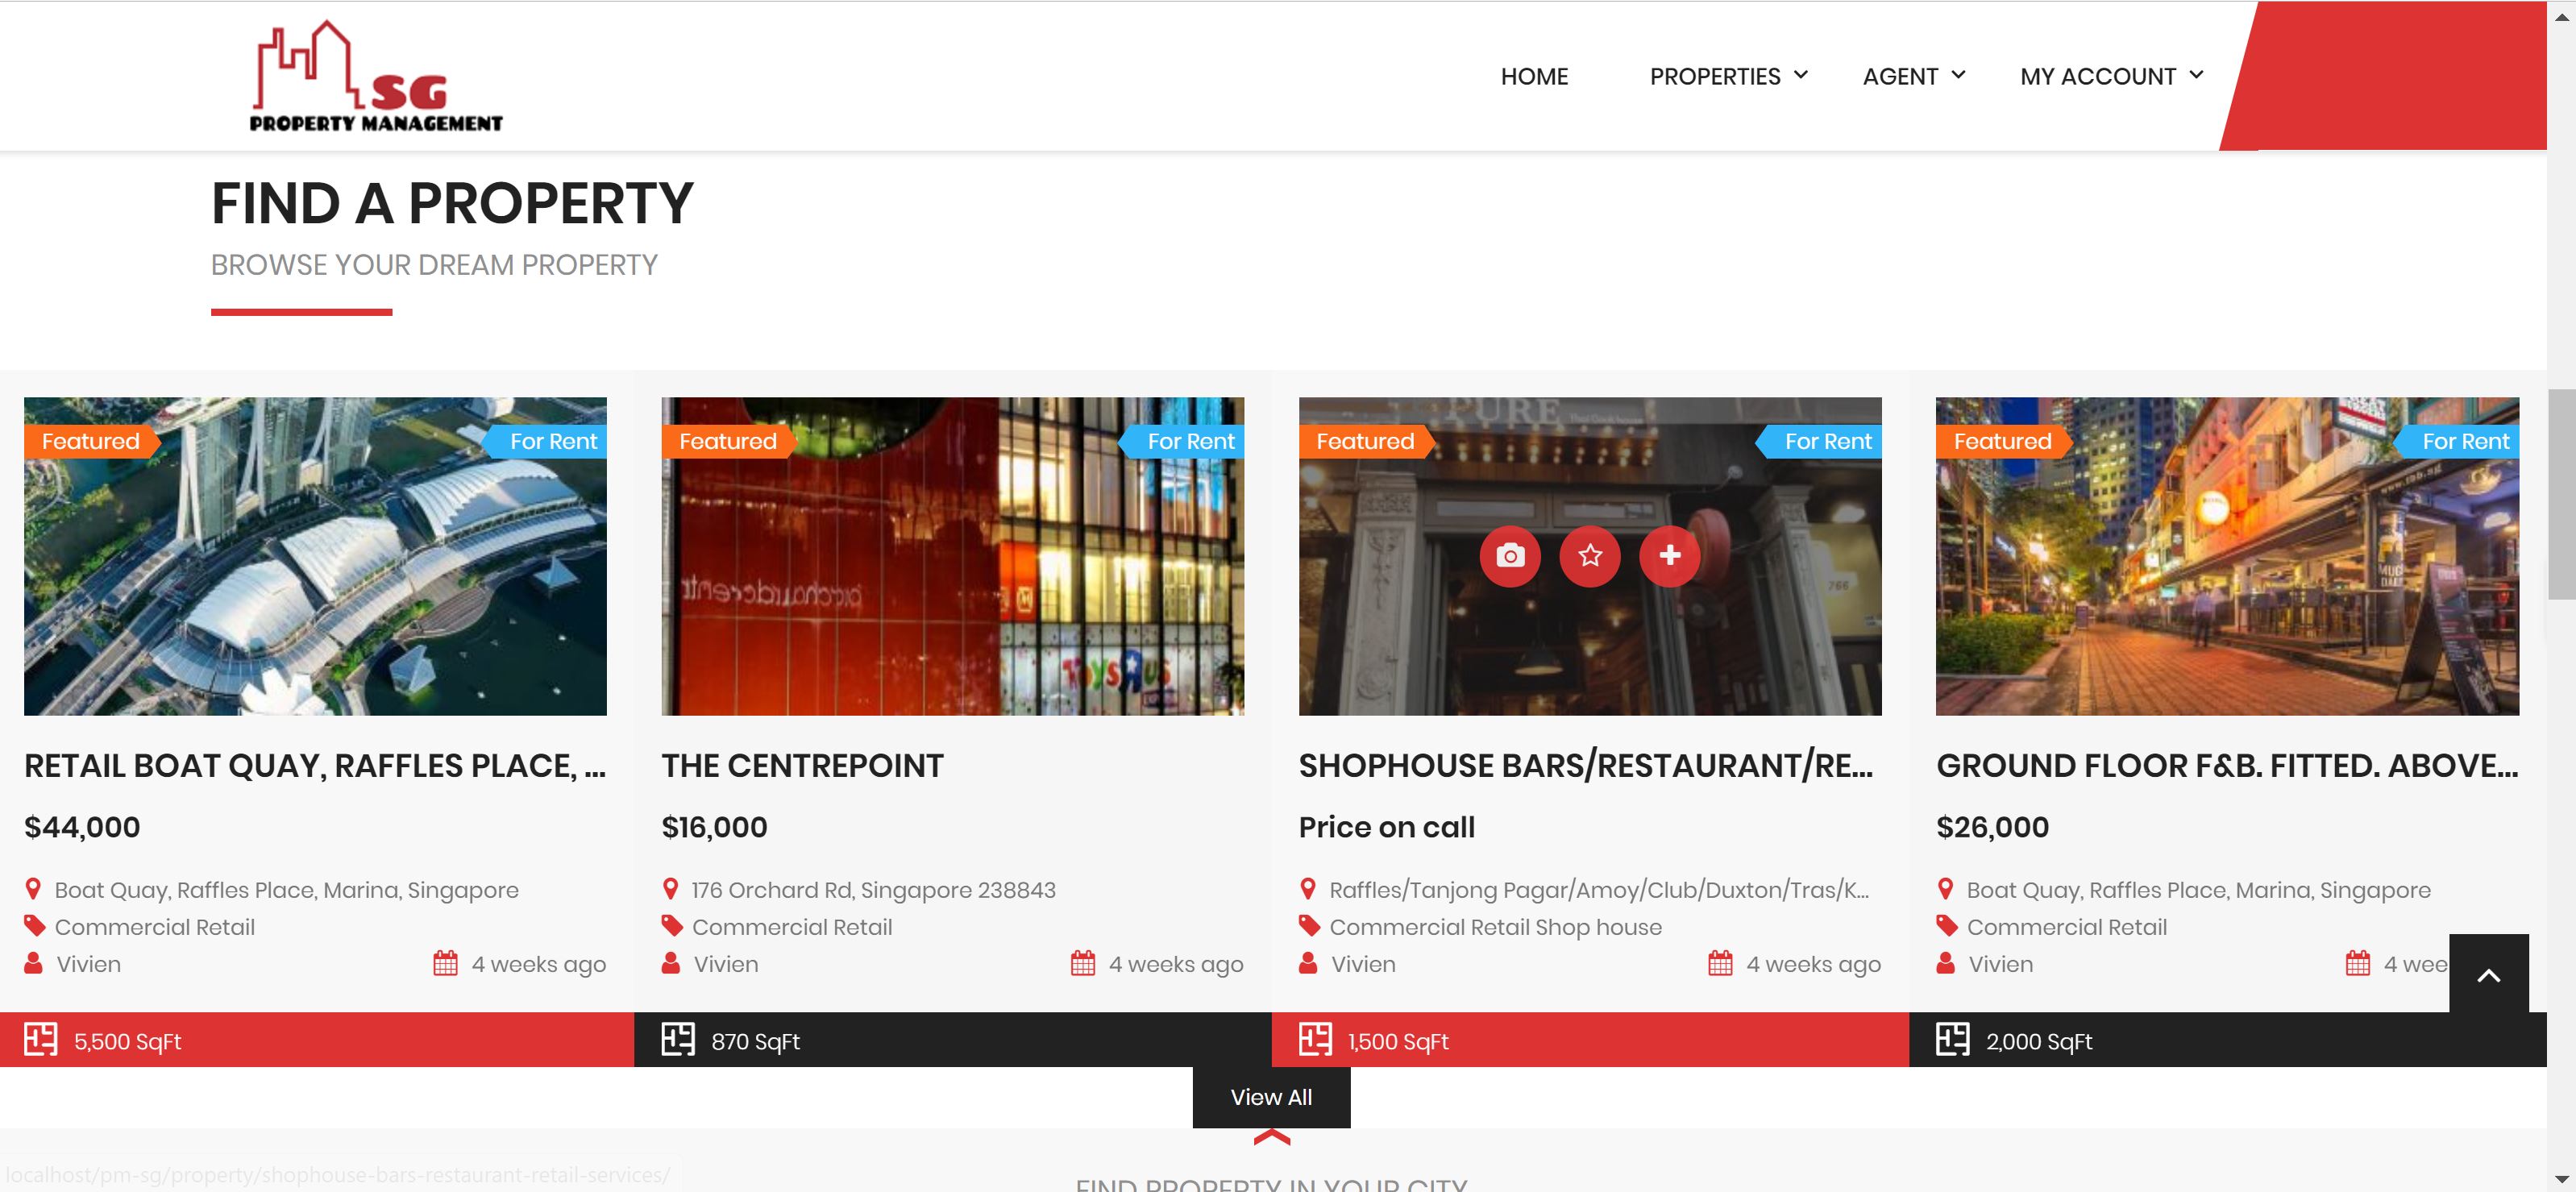 SG
PROPERTY MANAGEMENT
HOME
PROPERTIES
AGENT
MY ACCOUNT
FIND A PROPERTY
BROWSE YOUR DREAM PROPERTY
Featured
For Rent
RETAIL BOAT QUAY, RAFFLES PLACE, ...
$44,000
Boat Quay, Raffles Place, Marina, Singapore
Commercial Retail
Vivien
4 weeks ago
5,500 SqFt
Featured
For Rent
TOYS R US
THE CENTREPOINT
$16,000
176 Orchard Rd, Singapore 238843
Commercial Retail
Vivien
4 weeks ago
870 SqFt
PURE
Featured
For Rent
766
SHOPHOUSE BARS/RESTAURANT/RE...
Price on call
Raffles/Tanjong Pagar/Amoy/Club/Duxton/Tras/K...
Commercial Retail Shop house
Vivien
4 weeks ago
1,500 SqFt
Featured
For Rent
MUG
GROUND FLOOR F&B. FITTED. ABOVE...
$26,000
Boat Quay, Raffles Place, Marina, Singapore
Commercial Retail
Vivien
4 wee
2,000 SqFt
View All
FIND PROPERTY IN YOUR CITY
localhost/pm-sg/property/shophouse-bars-restaurant-retail-services/